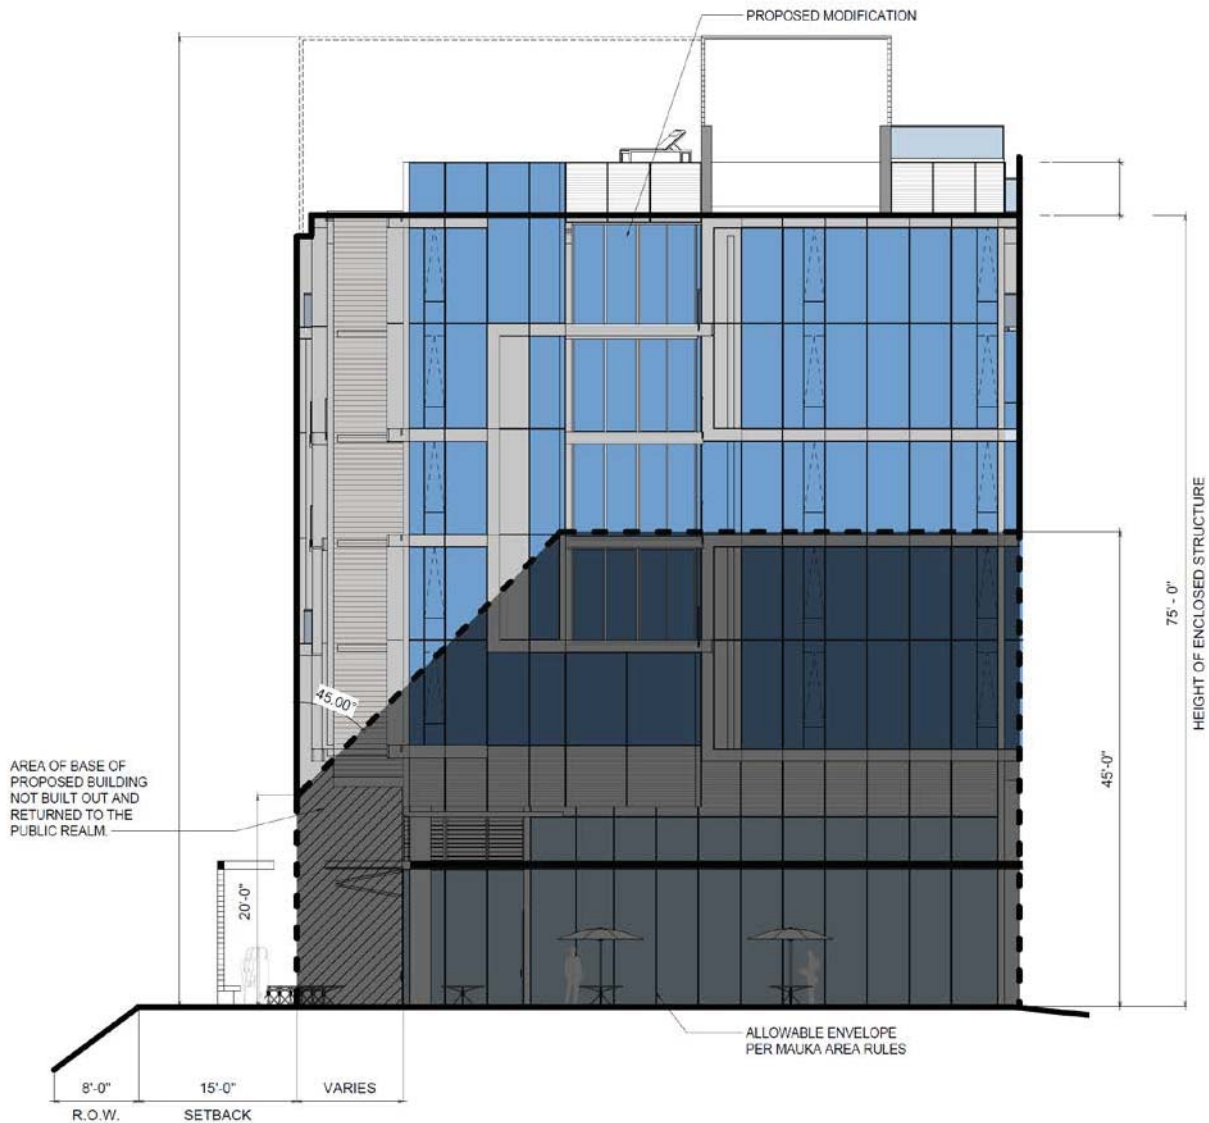 PROPOSED MODIFICATION
45.00°
AREA OF BASE OF
PROPOSED BUILDING
NOT BUILT OUT AND
RETURNED TO THE
PUBLIC REALM.
20'-0"
45'-0"
75' - 0"
HEIGHT OF ENCLOSED STRUCTURE
ALLOWABLE ENVELOPE
PER MAUKA AREA RULES
8'-0"
15'-0"
VARIES
R.O.W.
SETBACK